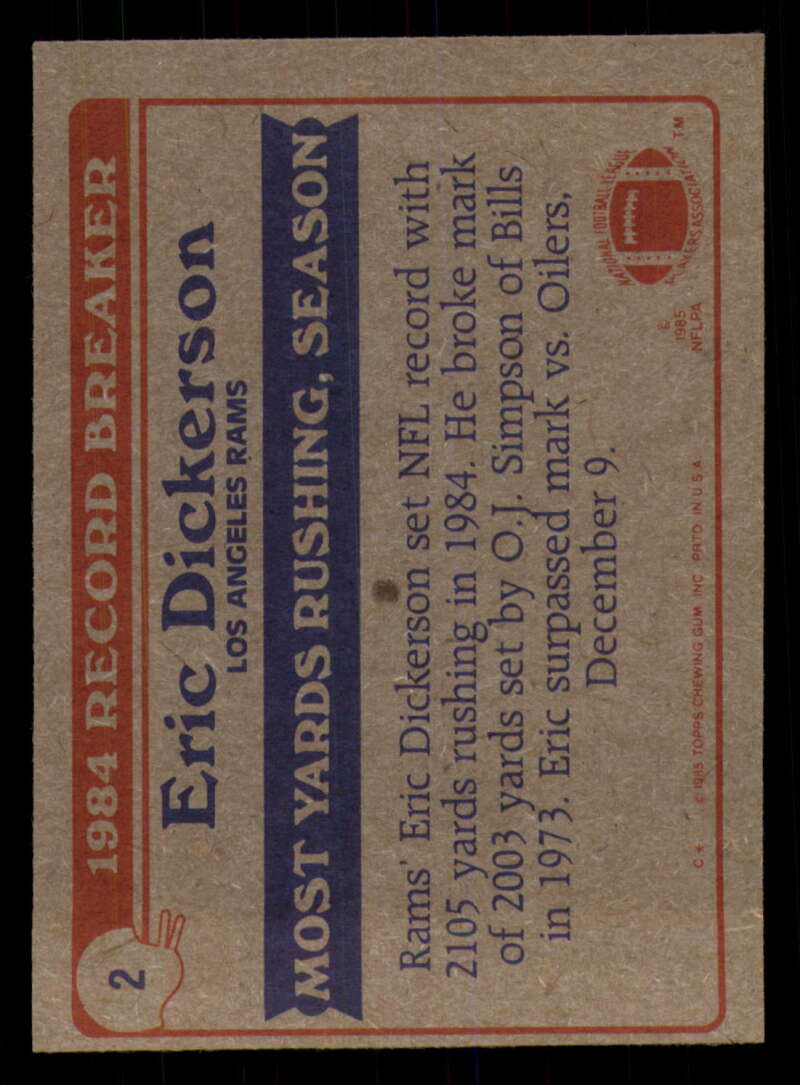 2
1984 RECORD BREAKER
Eric Dickerson
LOS ANGELES RAMS
MOST YARDS RUSHING, SEASON
Rams' Eric Dickerson set NFL record with
2105 yards rushing in 1984. He broke mark
of 2003 yards set by O.J. Simpson of Bills
in 1973. Eric surpassed mark vs. Oilers,
December 9.
NATIONAL FOOTBALL LEAGUE
PLAYERS ASSOCIATION
TM
©
1985
NFLPA
C * © 1985 TOPPS CHEWING GUM INC PRTD IN U.S.A